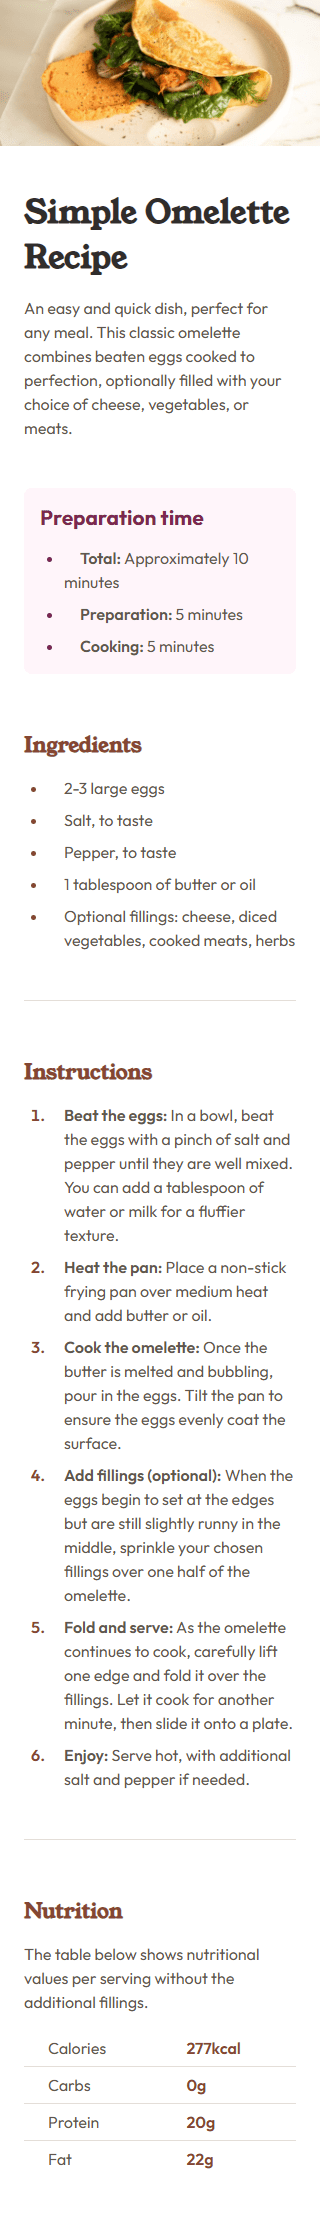 Simple Omelette
Recipe
An easy and quick dish, perfect for
any meal. This classic omelette
combines beaten eggs cooked to
perfection, optionally filled with your
choice of cheese, vegetables, or
meats.
Preparation time
• Total: Approximately 10
minutes
• Preparation: 5 minutes
• Cooking: 5 minutes
Ingredients
• 2-3 large eggs
• Salt, to taste
• Pepper, to taste
• 1 tablespoon of butter or oil
• Optional fillings: cheese, diced
vegetables, cooked meats, herbs
Instructions
1. Beat the eggs: In a bowl, beat
the eggs with a pinch of salt and
pepper until they are well mixed.
You can add a tablespoon of
water or milk for a fluffier
texture.
2. Heat the pan: Place a non-stick
frying pan over medium heat
and add butter or oil.
3. Cook the omelette: Once the
butter is melted and bubbling,
pour in the eggs. Tilt the pan to
ensure the eggs evenly coat the
surface.
4. Add fillings (optional): When the
eggs begin to set at the edges
but are still slightly runny in the
middle, sprinkle your chosen
fillings over one half of the
omelette.
5. Fold and serve: As the omelette
continues to cook, carefully lift
one edge and fold it over the
fillings. Let it cook for another
minute, then slide it onto a plate.
6. Enjoy: Serve hot, with additional
salt and pepper if needed.
Nutrition
The table below shows nutritional
values per serving without the
additional fillings.
Calories 277kcal
Carbs 0g
Protein 20g
Fat 22g